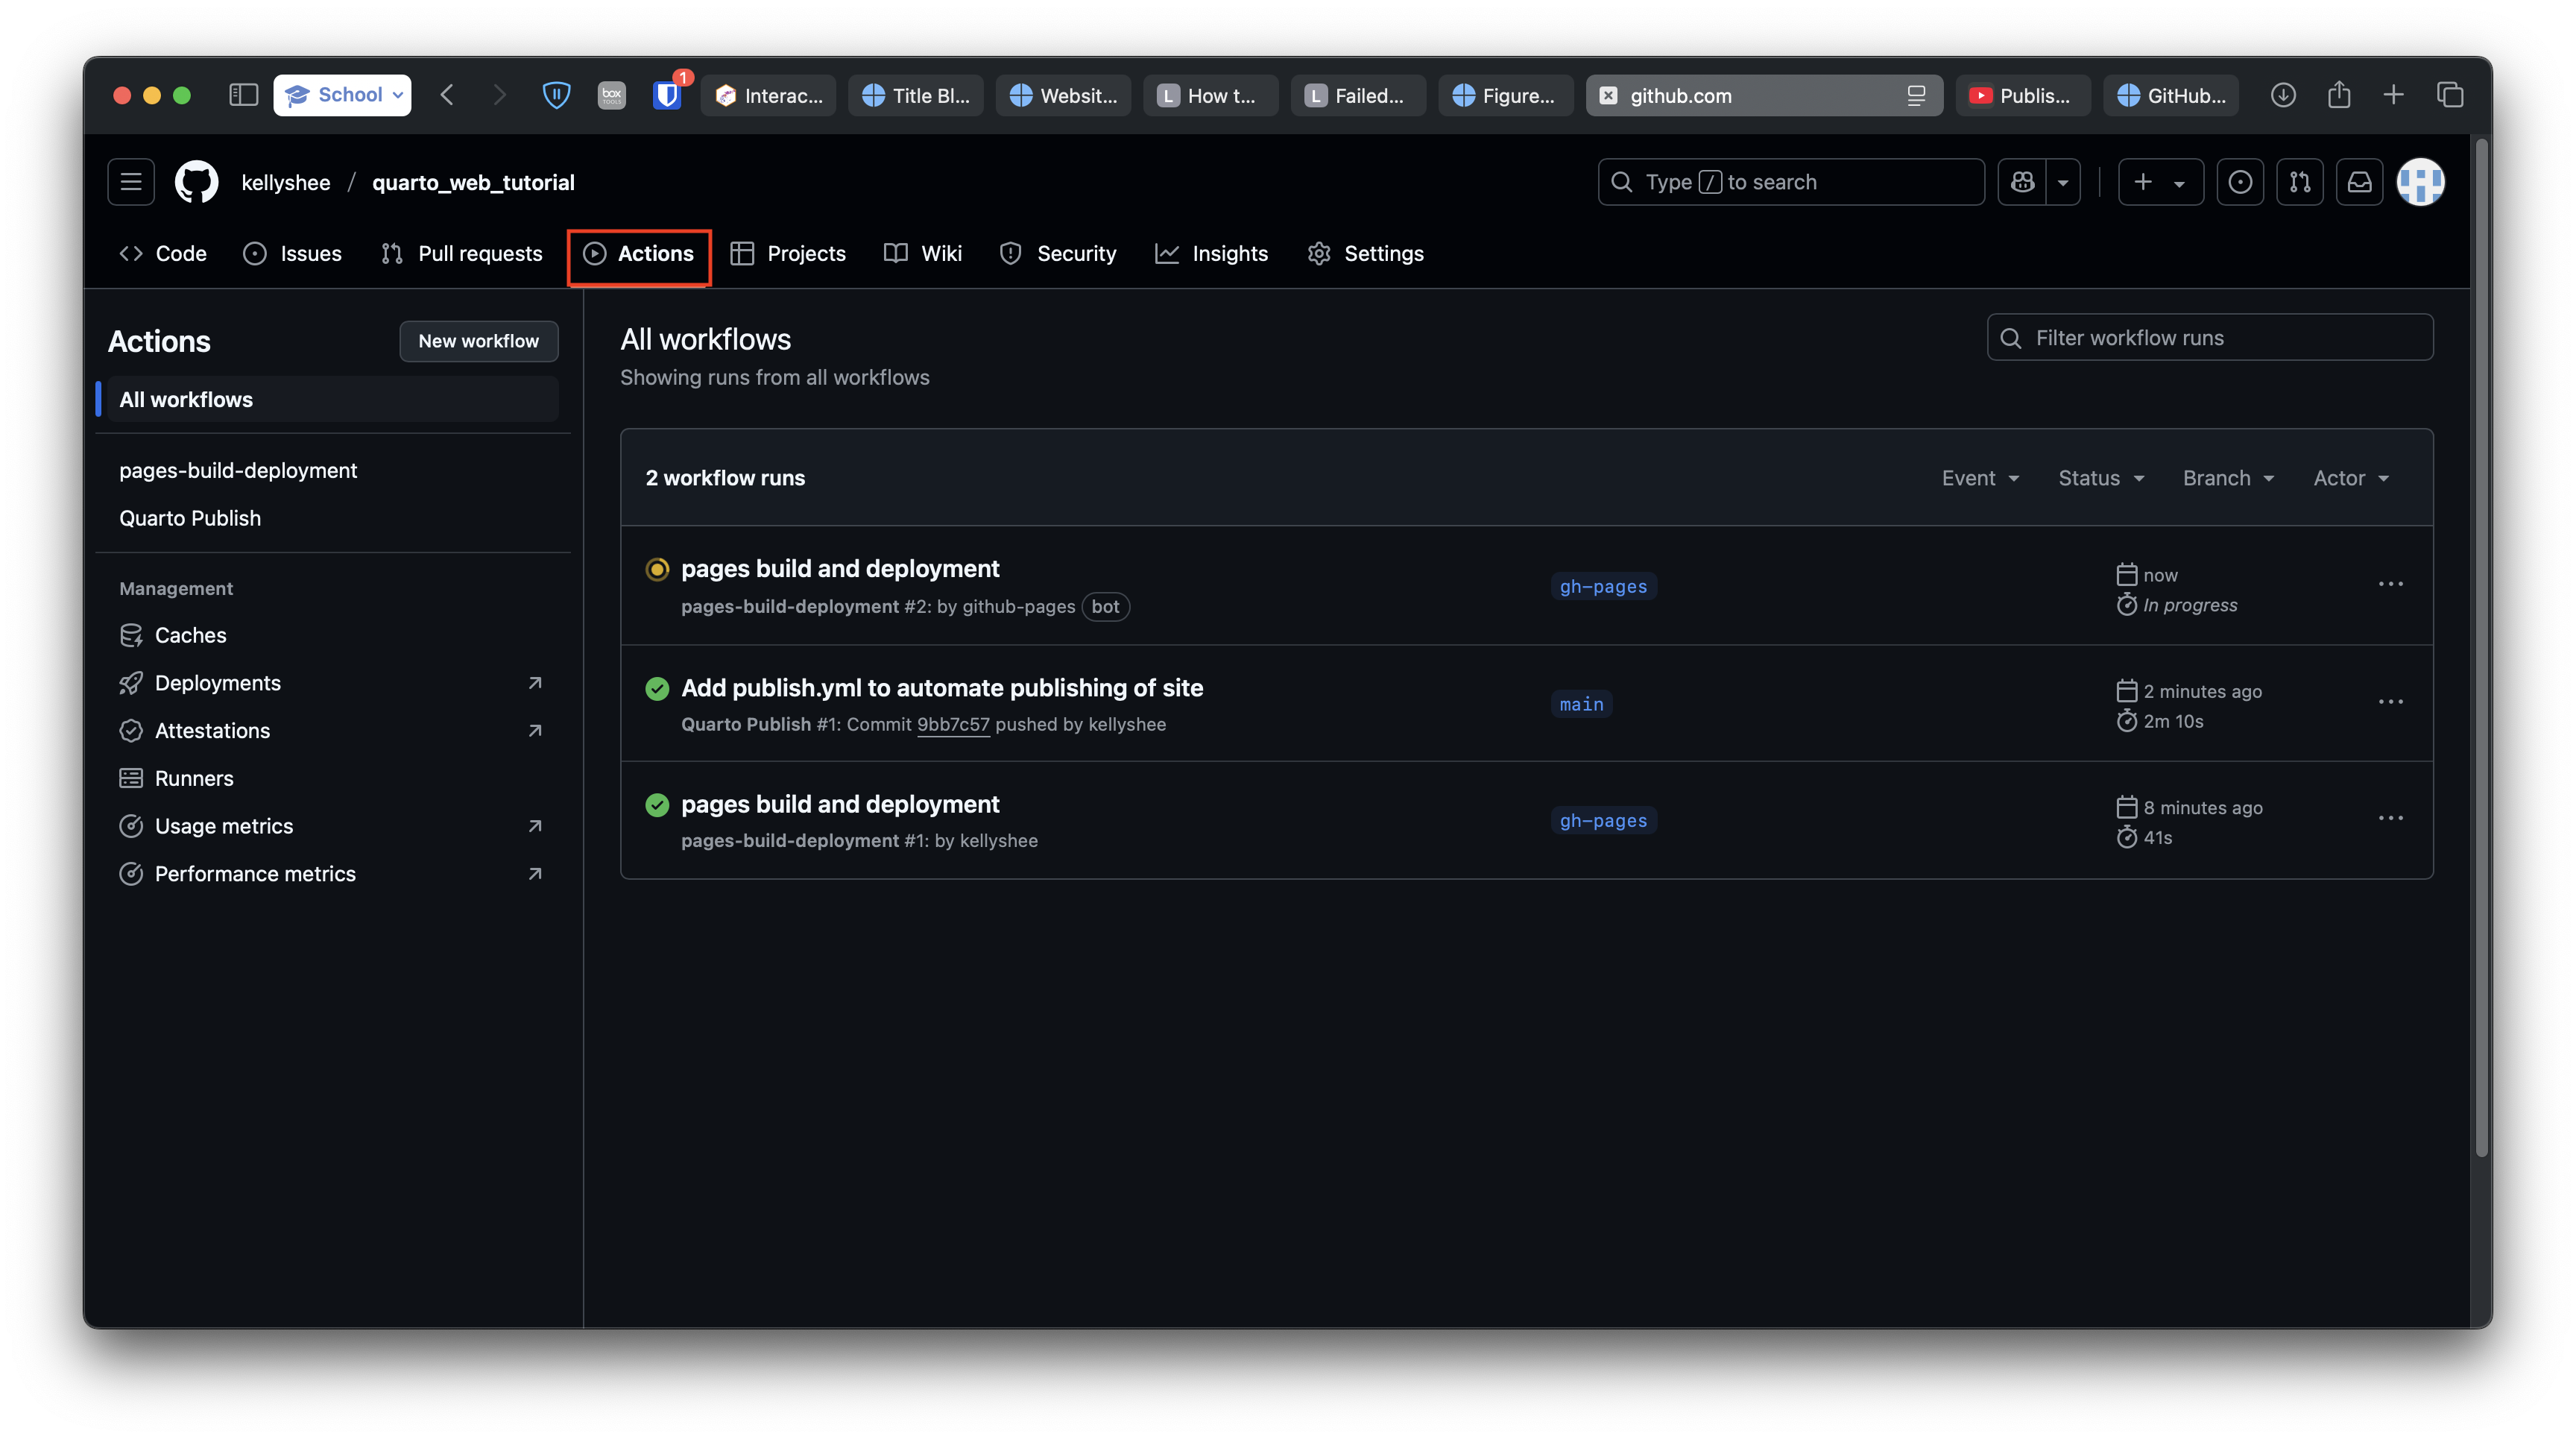 School
box
TOOLS
1
Interac...
Title Bl...
Websit...
L
How t...
L
Failed...
Figure...
github.com
Publis...
GitHub...
kellyshee / quarto_web_tutorial
Type / to search
Code
Issues
Pull requests
Actions
Projects
Wiki
Security
Insights
Settings
Actions
New workflow
All workflows
pages-build-deployment
Quarto Publish
Management
Caches
Deployments
Attestations
Runners
Usage metrics
Performance metrics
All workflows
Showing runs from all workflows
Filter workflow runs
2 workflow runs
Event
Status
Branch
Actor
pages build and deployment
pages-build-deployment #2: by github-pages bot
gh-pages
now
In progress
Add publish.yml to automate publishing of site
Quarto Publish #1: Commit 9bb7c57 pushed by kellyshee
main
2 minutes ago
2m 10s
pages build and deployment
pages-build-deployment #1: by kellyshee
gh-pages
8 minutes ago
41s